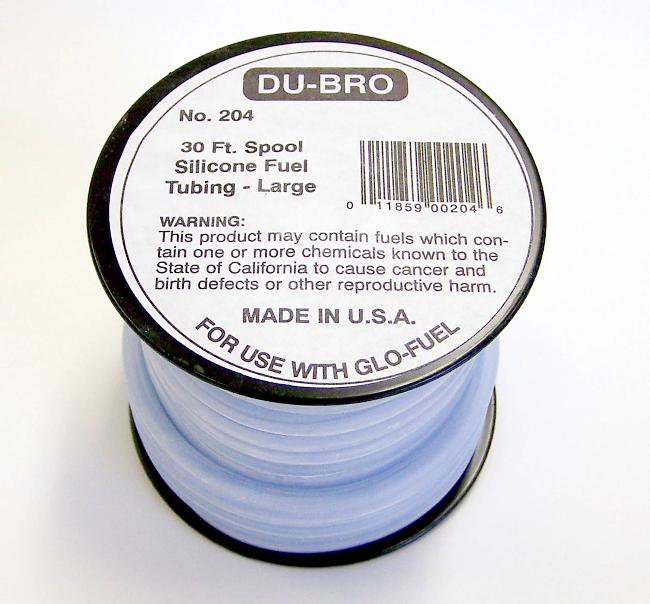 DU-BRO
No. 204
30 Ft. Spool
Silicone Fuel
Tubing - Large
0 11859 00204 6
WARNING:
This product may contain fuels which con-
tain one or more chemicals known to the
State of California to cause cancer and
birth defects or other reproductive harm.
MADE IN U.S.A.
FOR USE WITH GLO-FUEL